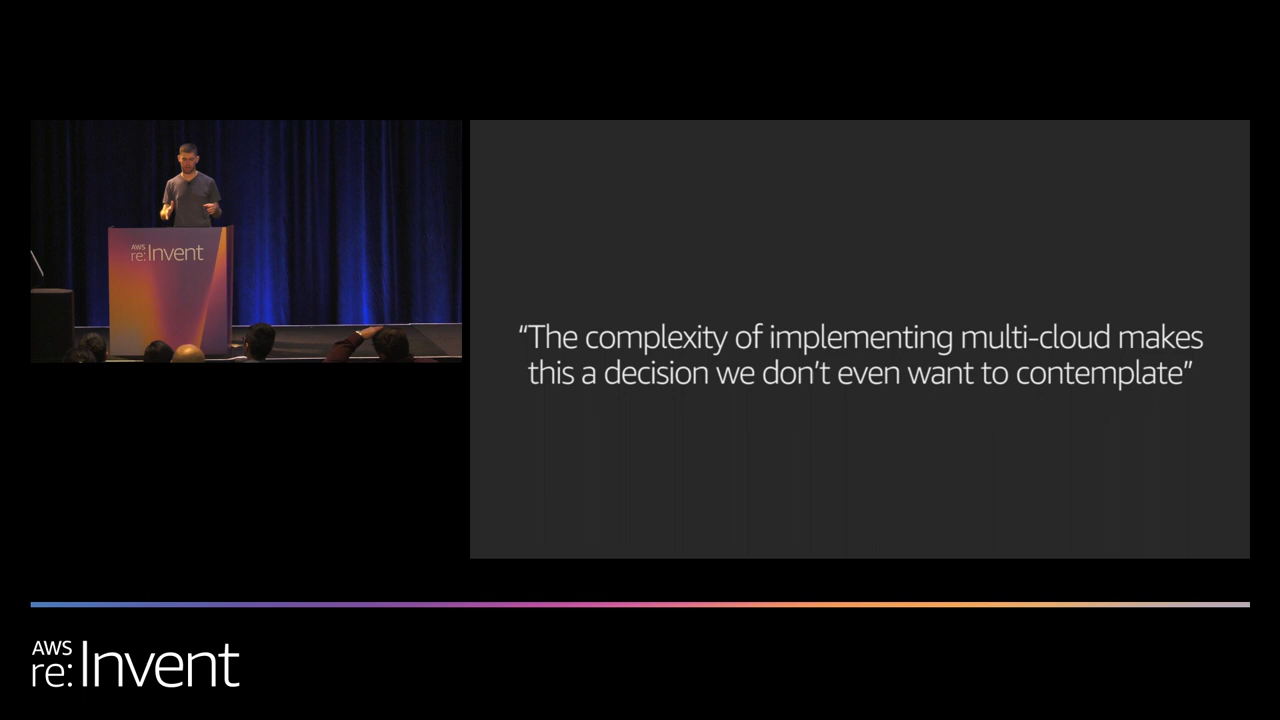 AWS
re:Invent
“The complexity of implementing multi-cloud makes
this a decision we don’t even want to contemplate”
AWS
re:Invent